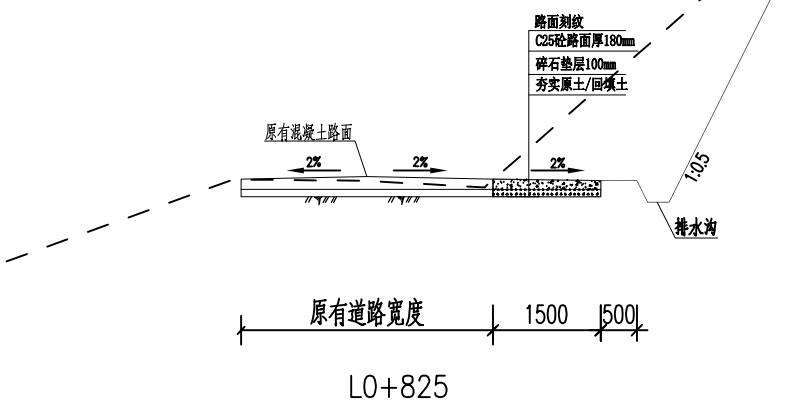 路面刻纹
C25砼路面厚180mm
碎石垫层100mm
夯实原土/回填土
原有混凝土路面
2%
2%
2%
1:0.5
排水沟
原有道路宽度
1500
500
L0+825